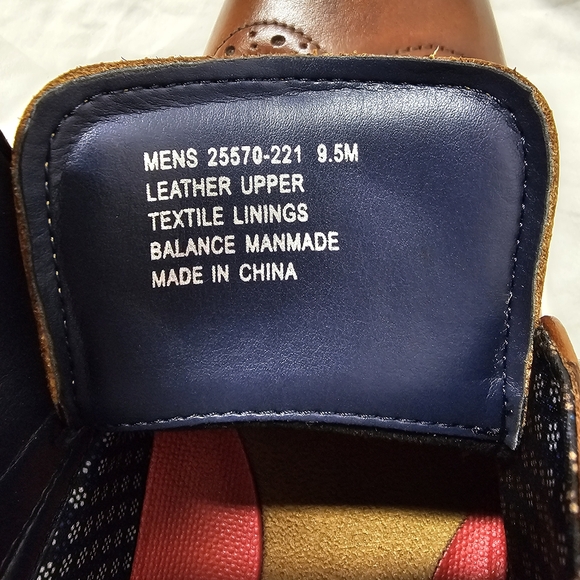 MENS 25570-221 9.5M
LEATHER UPPER
TEXTILE LININGS
BALANCE MANMADE
MADE IN CHINA